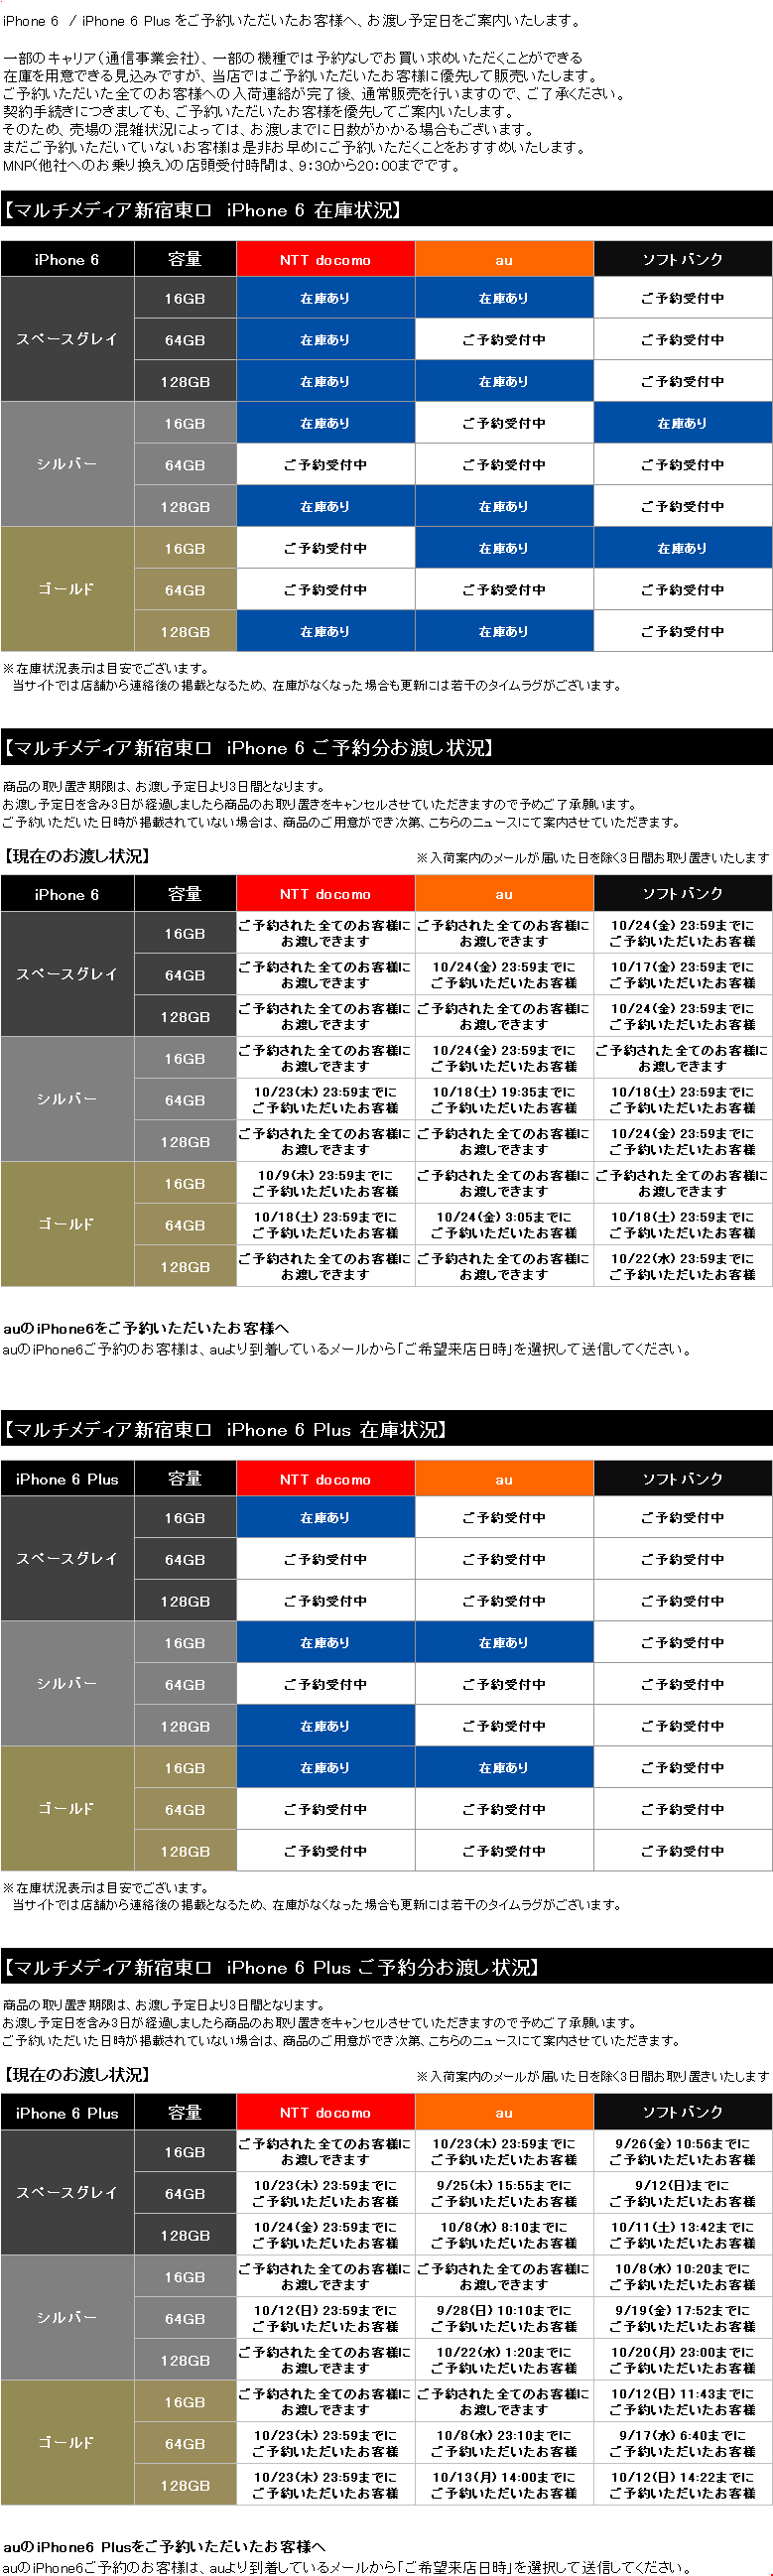 iPhone 6 / iPhone 6 Plus をご予約いただいたお客様へ、お渡し予定日をご案内いたします。
一部のキャリア（通信事業会社）、一部の機種では予約なしでお買い求めいただくことができる
在庫を用意できる見込みですが、当店ではご予約いただいたお客様に優先して販売いたします。
ご予約いただいた全てのお客様への入荷連絡が完了後、通常販売を行いますので、ご了承ください。
契約手続きにつきましても、ご予約いただいたお客様を優先してご案内いたします。
そのため、売場の混雑状況によっては、お渡しまでに日数がかかる場合もございます。
まだご予約いただいていないお客様は是非お早めにご予約いただくことをおすすめいたします。
MNP(他社へのお乗り換え)の店頭受付時間は、9:30から20:00までです。
【マルチメディア新宿東口 iPhone 6 在庫状況】
iPhone 6 容量 NTT docomo au ソフトバンク
スペースグレイ
16GB 在庫あり 在庫あり ご予約受付中
64GB 在庫あり ご予約受付中 ご予約受付中
128GB 在庫あり 在庫あり ご予約受付中
シルバー
16GB 在庫あり ご予約受付中 在庫あり
64GB ご予約受付中 ご予約受付中 ご予約受付中
128GB 在庫あり 在庫あり ご予約受付中
ゴールド
16GB ご予約受付中 在庫あり 在庫あり
64GB ご予約受付中 ご予約受付中 ご予約受付中
128GB 在庫あり 在庫あり ご予約受付中
※在庫状況表示は目安でございます。
当サイトでは店舗から連絡後の掲載となるため、在庫がなくなった場合も更新には若干のタイムラグがございます。
【マルチメディア新宿東口 iPhone 6 ご予約分お渡し状況】
商品の取り置き期限は、お渡し予定日より3日間となります。
お渡し予定日を含み3日が経過しましたら商品のお取り置きをキャンセルさせていただきますので予めご了承願います。
ご予約いただいた日時が掲載されていない場合は、商品のご用意ができ次第、こちらのニュースにて案内させていただきます。
【現在のお渡し状況】 ※入荷案内のメールが届いた日を除く3日間お取り置きいたします
iPhone 6 容量 NTT docomo au ソフトバンク
スペースグレイ
16GB ご予約された全てのお客様にお渡しできます ご予約された全てのお客様にお渡しできます 10/24(金) 23:59までにご予約いただいたお客様
64GB ご予約された全てのお客様にお渡しできます 10/24(金) 23:59までにご予約いただいたお客様 10/17(金) 23:59までにご予約いただいたお客様
128GB ご予約された全てのお客様にお渡しできます ご予約された全てのお客様にお渡しできます 10/24(金) 23:59までにご予約いただいたお客様
シルバー
16GB ご予約された全てのお客様にお渡しできます 10/24(金) 23:59までにご予約いただいたお客様 ご予約された全てのお客様にお渡しできます
64GB 10/23(木) 23:59までにご予約いただいたお客様 10/18(土) 19:35までにご予約いただいたお客様 10/18(土) 23:59までにご予約いただいたお客様
128GB ご予約された全てのお客様にお渡しできます ご予約された全てのお客様にお渡しできます 10/24(金) 23:59までにご予約いただいたお客様
ゴールド
16GB 10/9(木) 23:59までにご予約いただいたお客様 ご予約された全てのお客様にお渡しできます ご予約された全てのお客様にお渡しできます
64GB 10/18(土) 23:59までにご予約いただいたお客様 10/24(金) 3:05までにご予約いただいたお客様 10/18(土) 23:59までにご予約いただいたお客様
128GB ご予約された全てのお客様にお渡しできます ご予約された全てのお客様にお渡しできます 10/22(水) 23:59までにご予約いただいたお客様
auのiPhone6をご予約いただいたお客様へ
auのiPhone6ご予約のお客様は、auより到着しているメールから「ご希望来店日時」を選択して送信してください。
【マルチメディア新宿東口 iPhone 6 Plus 在庫状況】
iPhone 6 Plus 容量 NTT docomo au ソフトバンク
スペースグレイ
16GB 在庫あり ご予約受付中 ご予約受付中
64GB ご予約受付中 ご予約受付中 ご予約受付中
128GB ご予約受付中 ご予約受付中 ご予約受付中
シルバー
16GB 在庫あり 在庫あり ご予約受付中
64GB ご予約受付中 ご予約受付中 ご予約受付中
128GB 在庫あり ご予約受付中 ご予約受付中
ゴールド
16GB 在庫あり 在庫あり ご予約受付中
64GB ご予約受付中 ご予約受付中 ご予約受付中
128GB ご予約受付中 ご予約受付中 ご予約受付中
※在庫状況表示は目安でございます。
当サイトでは店舗から連絡後の掲載となるため、在庫がなくなった場合も更新には若干のタイムラグがございます。
【マルチメディア新宿東口 iPhone 6 Plus ご予約分お渡し状況】
商品の取り置き期限は、お渡し予定日より3日間となります。
お渡し予定日を含み3日が経過しましたら商品のお取り置きをキャンセルさせていただきますので予めご了承願います。
ご予約いただいた日時が掲載されていない場合は、商品のご用意ができ次第、こちらのニュースにて案内させていただきます。
【現在のお渡し状況】 ※入荷案内のメールが届いた日を除く3日間お取り置きいたします
iPhone 6 Plus 容量 NTT docomo au ソフトバンク
スペースグレイ
16GB ご予約された全てのお客様にお渡しできます 10/23(木) 23:59までにご予約いただいたお客様 9/26(金) 10:56までにご予約いただいたお客様
64GB 10/23(木) 23:59までにご予約いただいたお客様 9/25(木) 15:55までにご予約いただいたお客様 9/12(日)までにご予約いただいたお客様
128GB 10/24(金) 23:59までにご予約いただいたお客様 10/8(水) 8:10までにご予約いただいたお客様 10/11(土) 13:42までにご予約いただいたお客様
シルバー
16GB ご予約された全てのお客様にお渡しできます ご予約された全てのお客様にお渡しできます 10/8(水) 10:20までにご予約いただいたお客様
64GB 10/12(日) 23:59までにご予約いただいたお客様 9/28(日) 10:10までにご予約いただいたお客様 9/19(金) 17:52までにご予約いただいたお客様
128GB ご予約された全てのお客様にお渡しできます 10/22(水) 1:20までにご予約いただいたお客様 10/20(月) 23:00までにご予約いただいたお客様
ゴールド
16GB ご予約された全てのお客様にお渡しできます ご予約された全てのお客様にお渡しできます 10/12(日) 11:43までにご予約いただいたお客様
64GB 10/23(木) 23:59までにご予約いただいたお客様 10/8(水) 23:10までにご予約いただいたお客様 9/17(水) 6:40までにご予約いただいたお客様
128GB 10/23(木) 23:59までにご予約いただいたお客様 10/13(月) 14:00までにご予約いただいたお客様 10/12(日) 14:22までにご予約いただいたお客様
auのiPhone6 Plusをご予約いただいたお客様へ
auのiPhone6ご予約のお客様は、auより到着しているメールから「ご希望来店日時」を選択して送信してください。